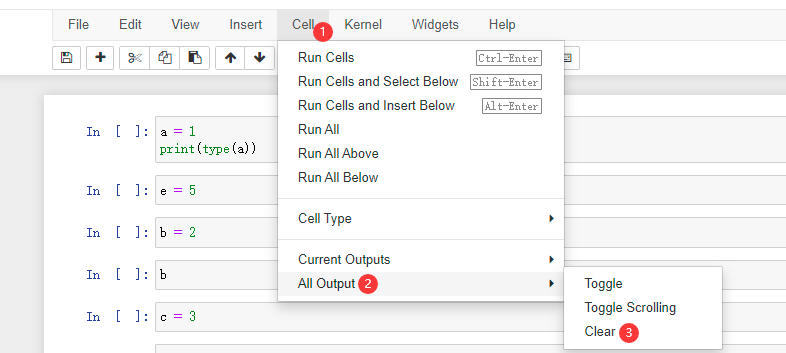 File Edit View Insert Cell 1 Kernel Widgets Help
Run Cells Ctrl-Enter
Run Cells and Select Below Shift-Enter
Run Cells and Insert Below Alt-Enter
Run All
Run All Above
Run All Below
Cell Type
Current Outputs
All Output 2
Toggle
Toggle Scrolling
Clear 3
In [ ]: a = 1
print(type(a))
In [ ]: e = 5
In [ ]: b = 2
In [ ]: b
In [ ]: c = 3